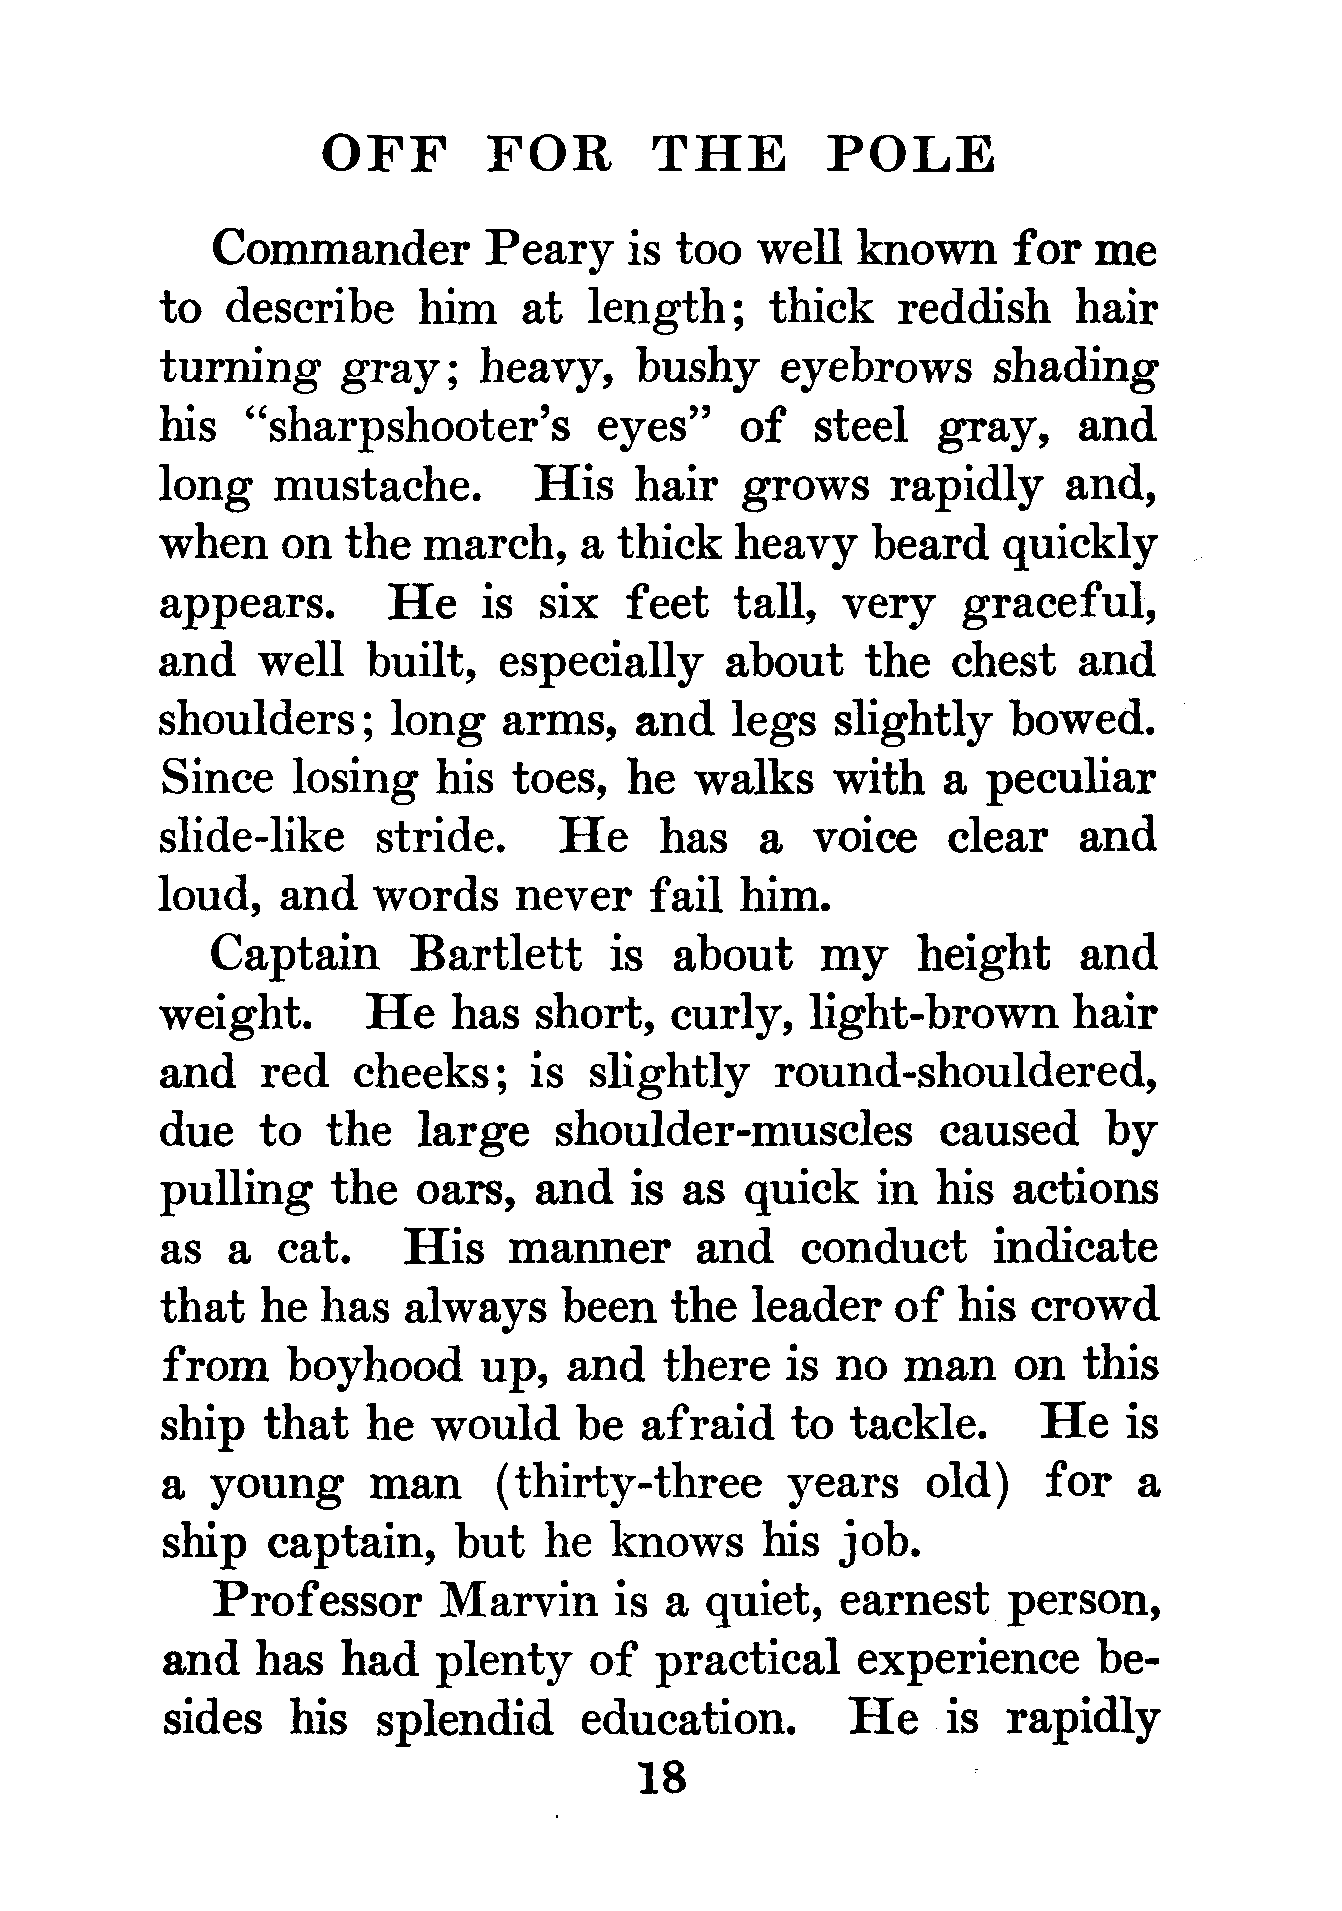 OFF FOR THE POLE
Commander Peary is too well known for me
to describe him at length; thick reddish hair
turning gray; heavy, bushy eyebrows shading
his “sharpshooter’s eyes” of steel gray, and
long mustache. His hair grows rapidly and,
when on the march, a thick heavy beard quickly
appears. He is six feet tall, very graceful,
and well built, especially about the chest and
shoulders; long arms, and legs slightly bowed.
Since losing his toes, he walks with a peculiar
slide-like stride. He has a voice clear and
loud, and words never fail him.
Captain Bartlett is about my height and
weight. He has short, curly, light-brown hair
and red cheeks; is slightly round-shouldered,
due to the large shoulder-muscles caused by
pulling the oars, and is as quick in his actions
as a cat. His manner and conduct indicate
that he has always been the leader of his crowd
from boyhood up, and there is no man on this
ship that he would be afraid to tackle. He is
a young man (thirty-three years old) for a
ship captain, but he knows his job.
Professor Marvin is a quiet, earnest person,
and has had plenty of practical experience be-
sides his splendid education. He is rapidly
18